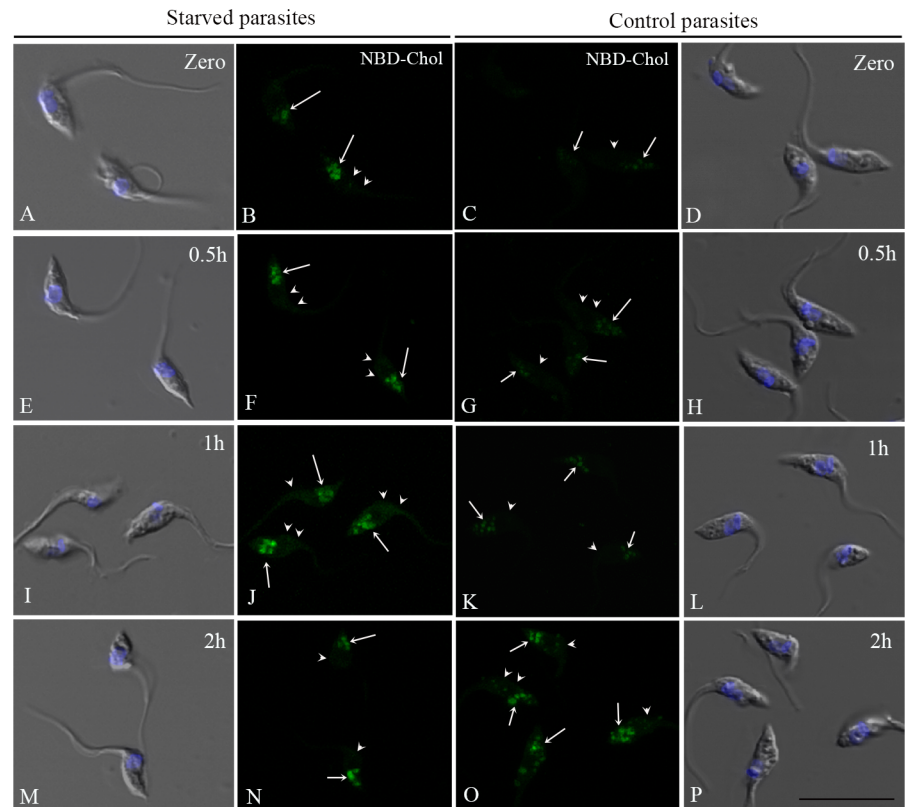 Starved parasites
Control parasites
Zero
NBD-Chol
NBD-Chol
Zero
A
B
C
D
0.5h
0.5h
E
F
G
H
1h
1h
I
J
K
L
2h
2h
M
N
O
P